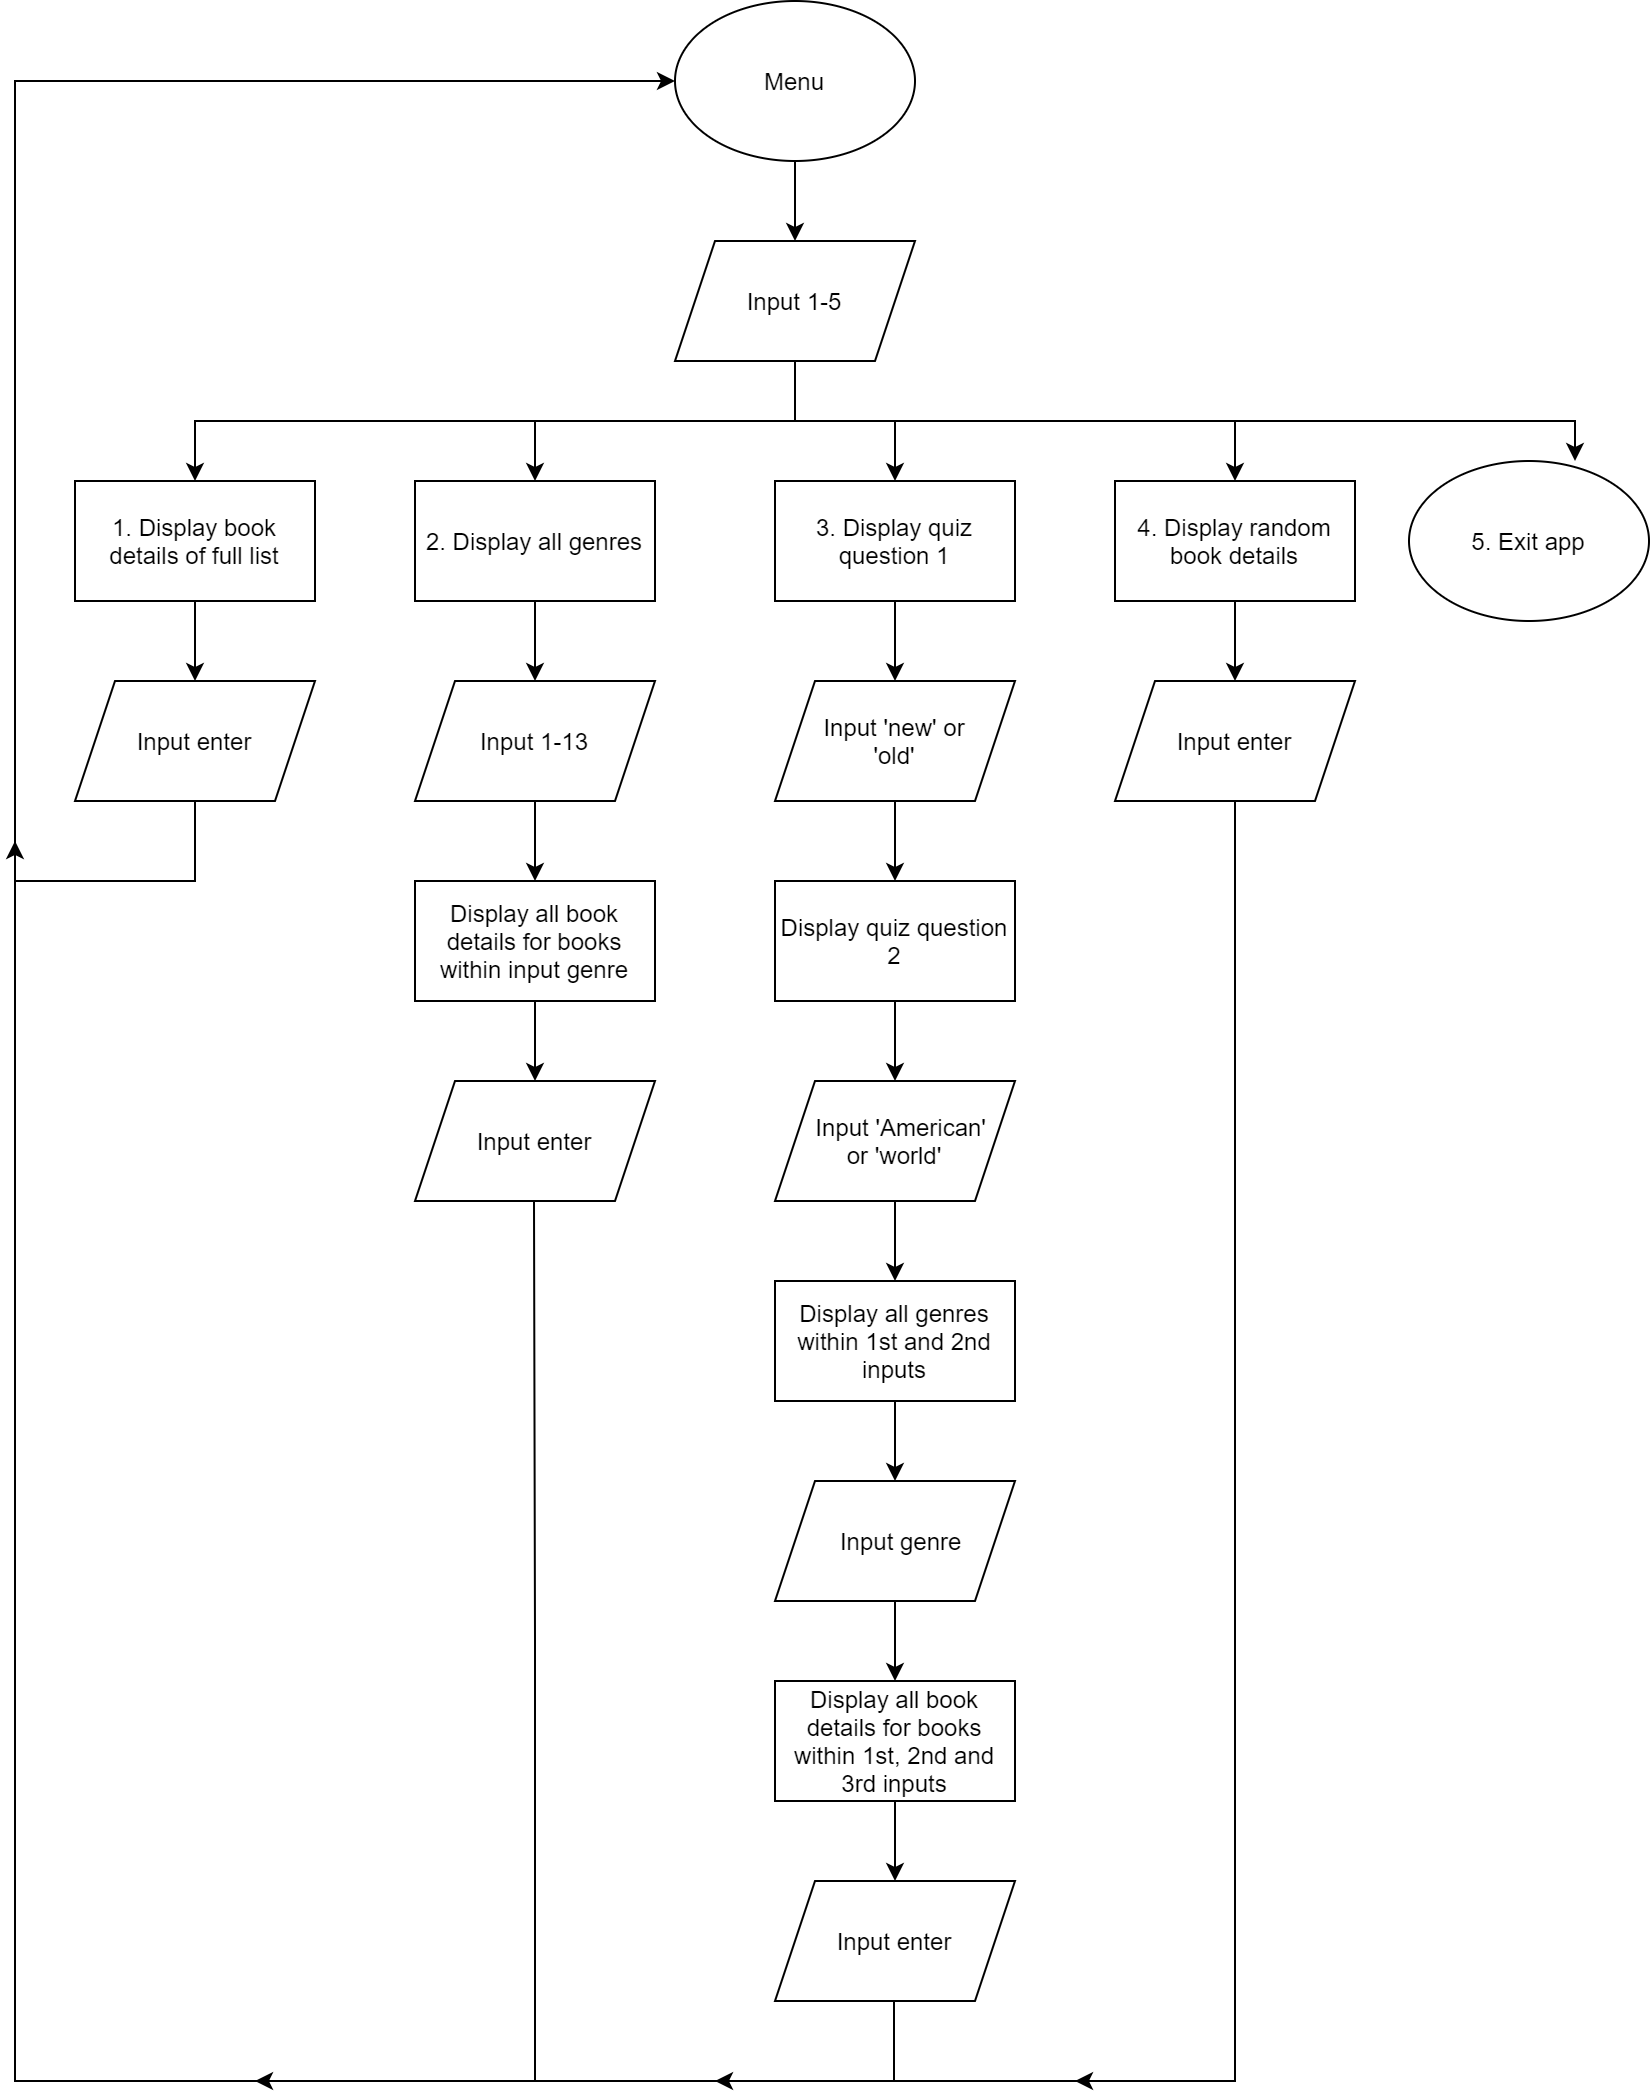 Menu
Input 1-5
1. Display book
details of full list
2. Display all genres
3. Display quiz
question 1
4. Display random
book details
5. Exit app
Input enter
Input 1-13
Input 'new' or
'old'
Input enter
Display all book
details for books
within input genre
Display quiz question
2
Input enter
Input 'American'
or 'world'
Display all genres
within 1st and 2nd
inputs
Input genre
Display all book
details for books
within 1st, 2nd and
3rd inputs
Input enter